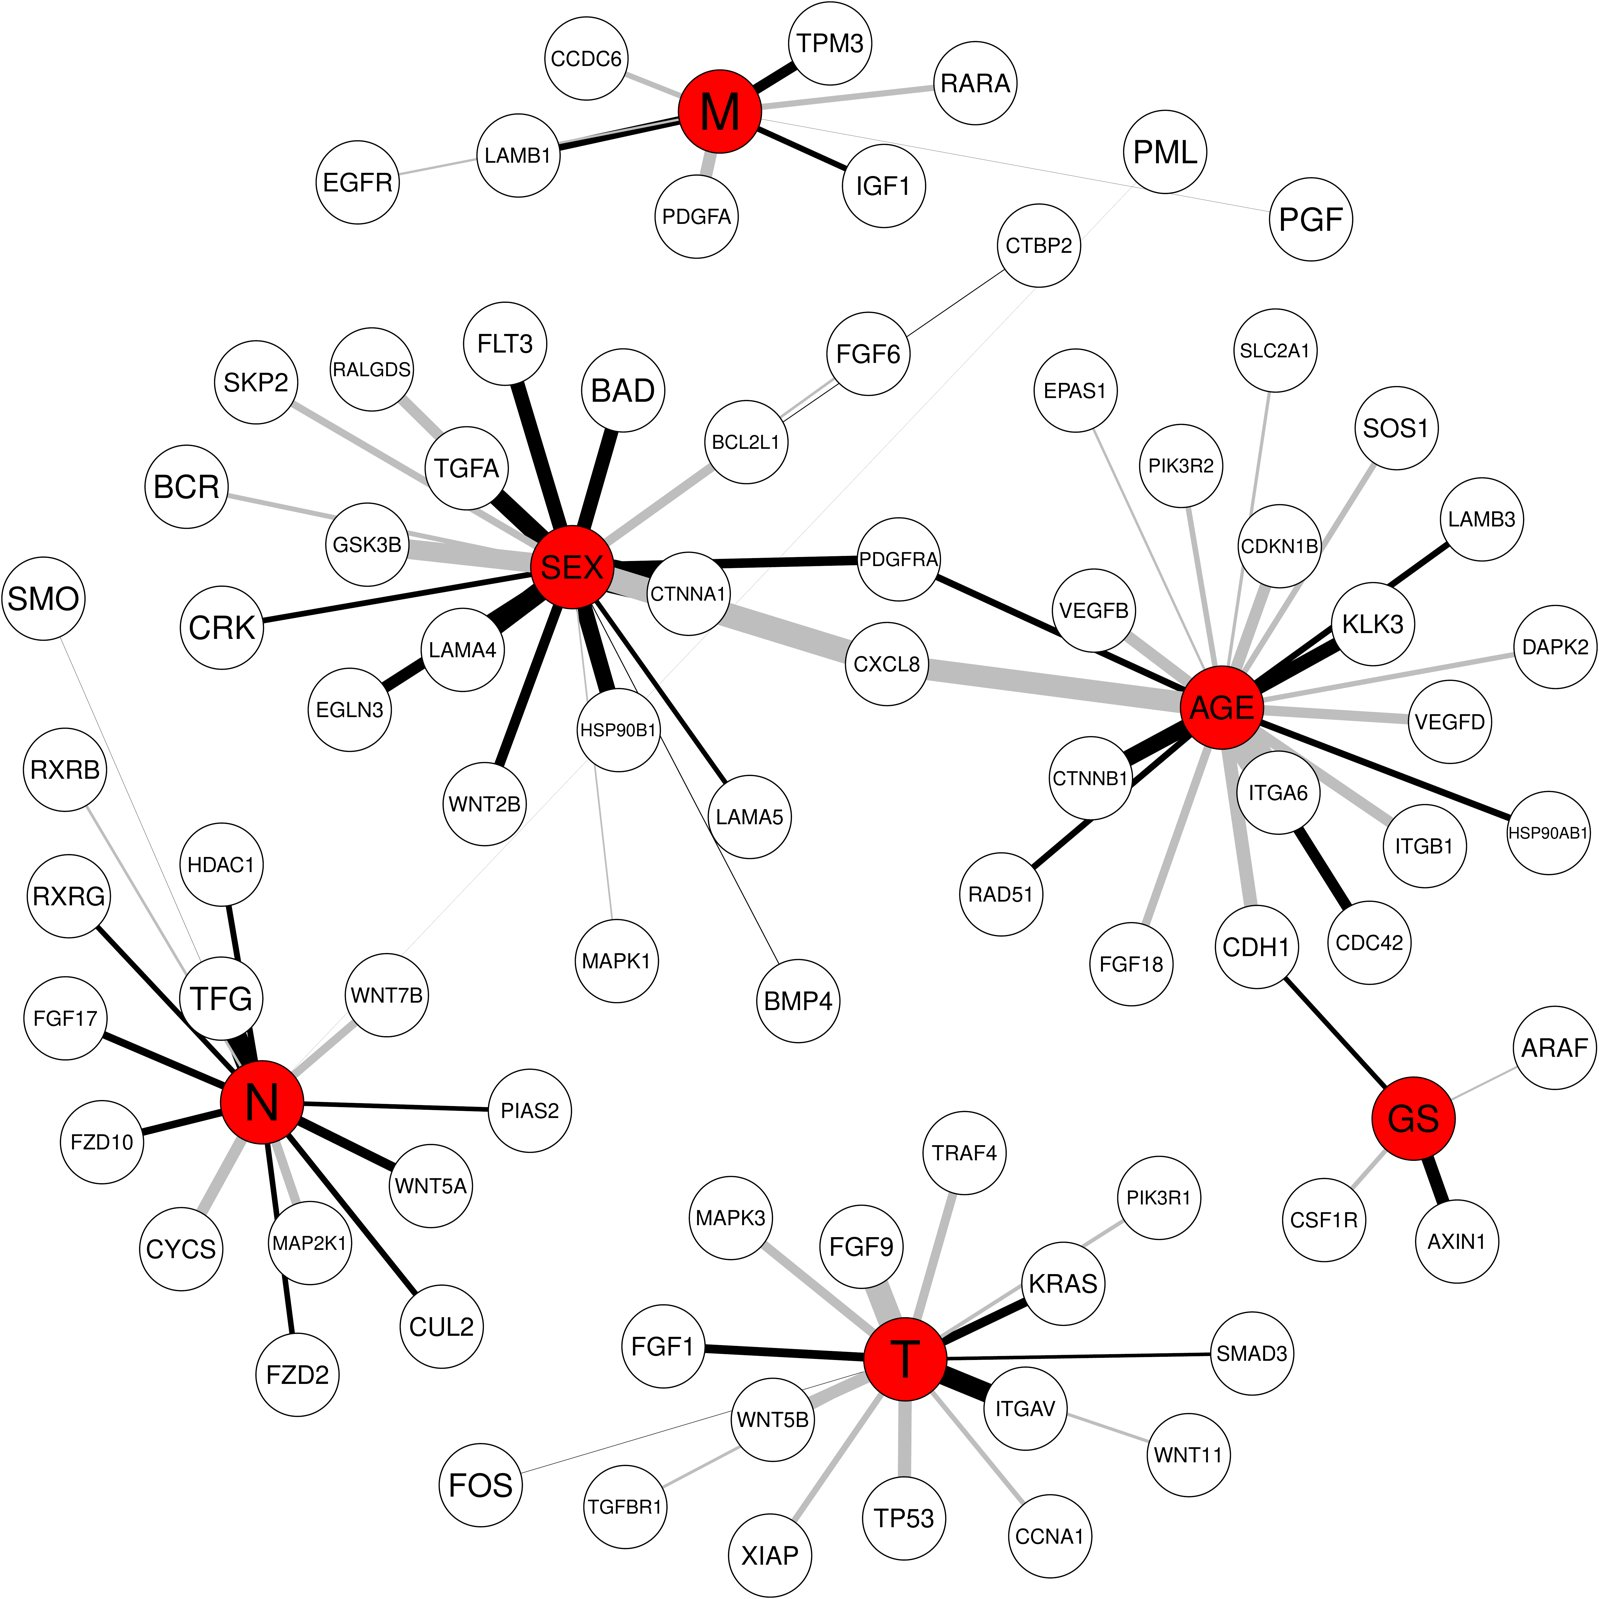 TPM3
CCDC6
RARA
M
PML
LAMB1
EGFR
IGF1
PDGFA
PGF
CTBP2
FLT3
SLC2A1
FGF6
RALGDS
SKP2
BAD
EPAS1
SOS1
BCL2L1
TGFA
PIK3R2
BCR
LAMB3
GSK3B
CDKN1B
PDGFRA
SEX
CTNNA1
SMO
VEGFB
KLK3
CRK
LAMA4
DAPK2
CXCL8
EGLN3
AGE
VEGFD
HSP90B1
RXRB
CTNNB1
ITGA6
WNT2B
LAMA5
HSP90AB1
ITGB1
HDAC1
RXRG
RAD51
CDC42
CDH1
MAPK1
FGF18
WNT7B
TFG
BMP4
FGF17
ARAF
N
PIAS2
GS
FZD10
TRAF4
WNT5A
PIK3R1
MAPK3
CSF1R
AXIN1
MAP2K1
FGF9
CYCS
KRAS
CUL2
FGF1
SMAD3
T
FZD2
ITGAV
WNT5B
WNT11
FOS
TGFBR1
TP53
CCNA1
XIAP